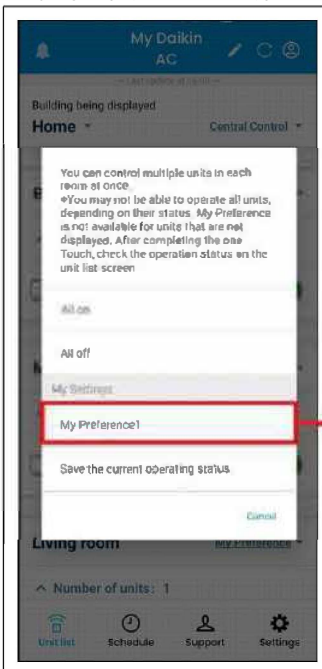 My Daikin
AC
Building being displayed
Home
Central Control
You can control multiple units in each
room at once.
※You may not be able to operate all units,
depending on their status. My Preference
is not available for units that are not
displayed. After completing the one
Touch, check the operation status on the
unit list screen
All on
All off
My Settings
My Preference1
Save the current operating status
Cancel
Living room
My Preference
Number of units: 1
Unit list
Schedule
Support
Settings